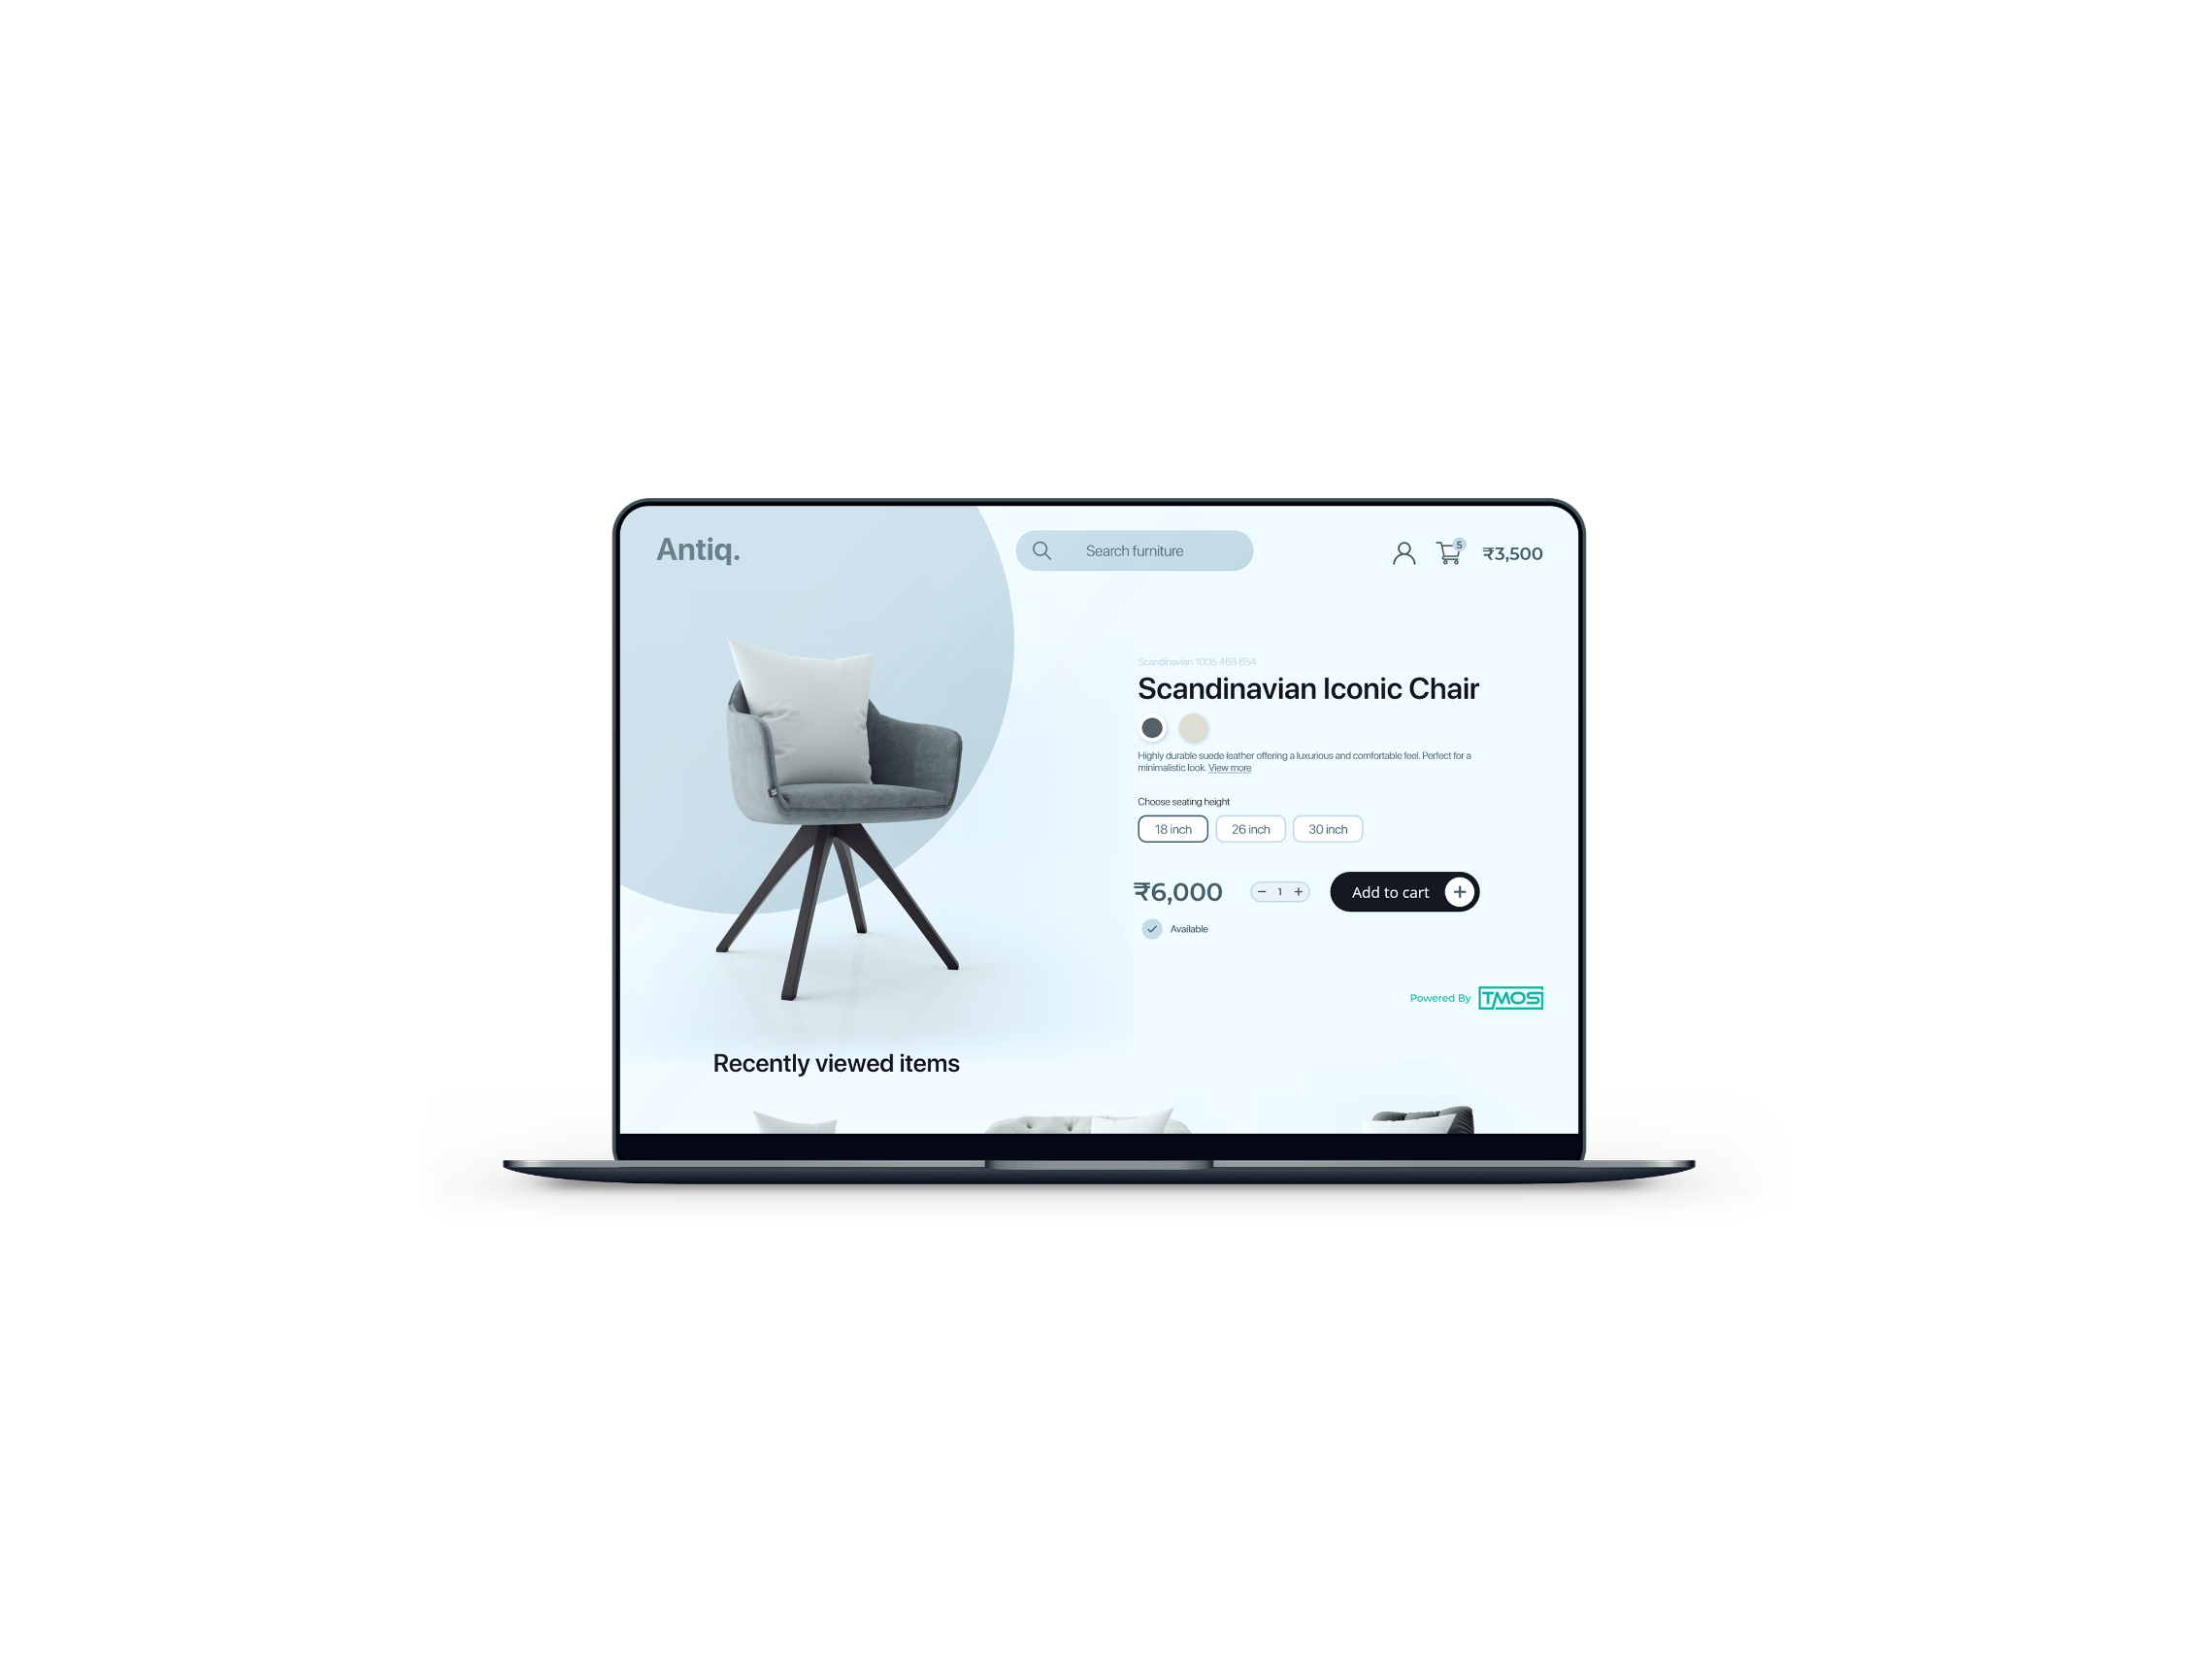 Antiq.
Search furniture
5
₹3,500
Scandinavian 1005 468 654
Scandinavian Iconic Chair
Highly durable suede leather offering a luxurious and comfortable feel. Perfect for a
minimalistic look. View more
Choose seating height
18 inch 26 inch 30 inch
₹6,000 − 1 + Add to cart +
Available
Powered By TMOS
Recently viewed items